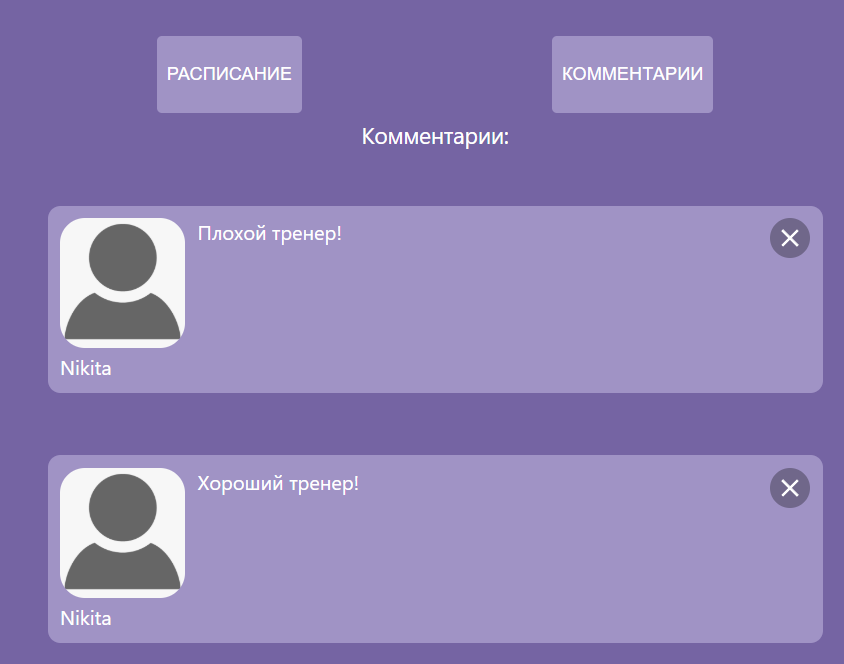 РАСПИСАНИЕ
КОММЕНТАРИИ
Комментарии:
Плохой тренер!
Nikita
Хороший тренер!
Nikita